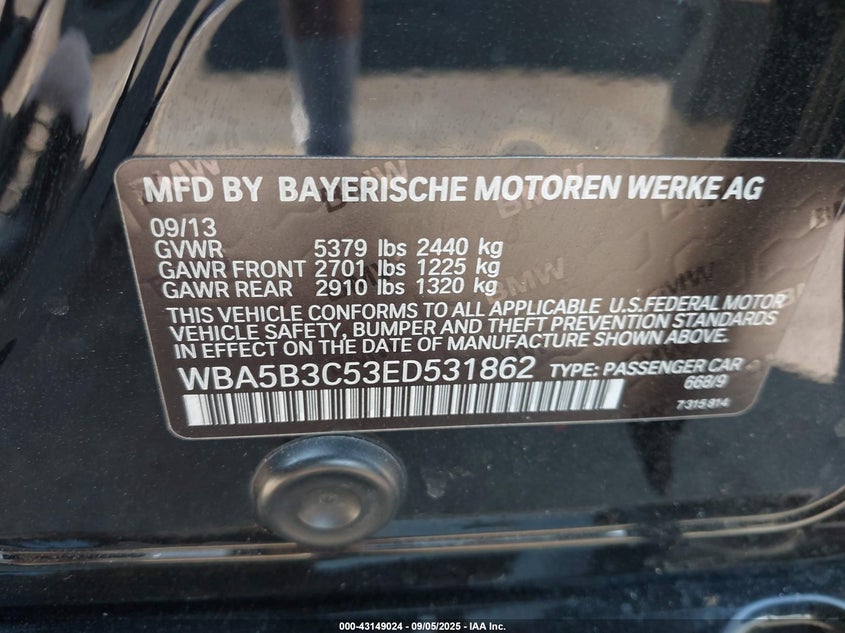 MFD BY BAYERISCHE MOTOREN WERKE AG
09/13
GVWR 5379 lbs 2440 kg
GAWR FRONT 2701 lbs 1225 kg
GAWR REAR 2910 lbs 1320 kg
THIS VEHICLE CONFORMS TO ALL APPLICABLE U.S.FEDERAL MOTOR
VEHICLE SAFETY, BUMPER AND THEFT PREVENTION STANDARDS
IN EFFECT ON THE DATE OF MANUFACTURE SHOWN ABOVE.
WBA5B3C53ED531862 TYPE: PASSENGER CAR
668/9
7315814
000-43149024 - 09/05/2025 - IAA Inc.